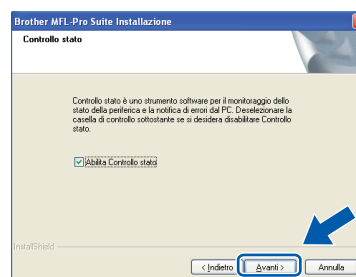 Brother MFL-Pro Suite Installazione
Controllo stato
Controllo stato è uno strumento software per il monitoraggio dello
stato della periferica e la notifica di errori dal PC. Deselezionare la
casella di controllo sottostante se si desidera disabilitare Controllo
stato.
Abilita Controllo stato
InstallShield
< Indietro
Avanti >
Annulla